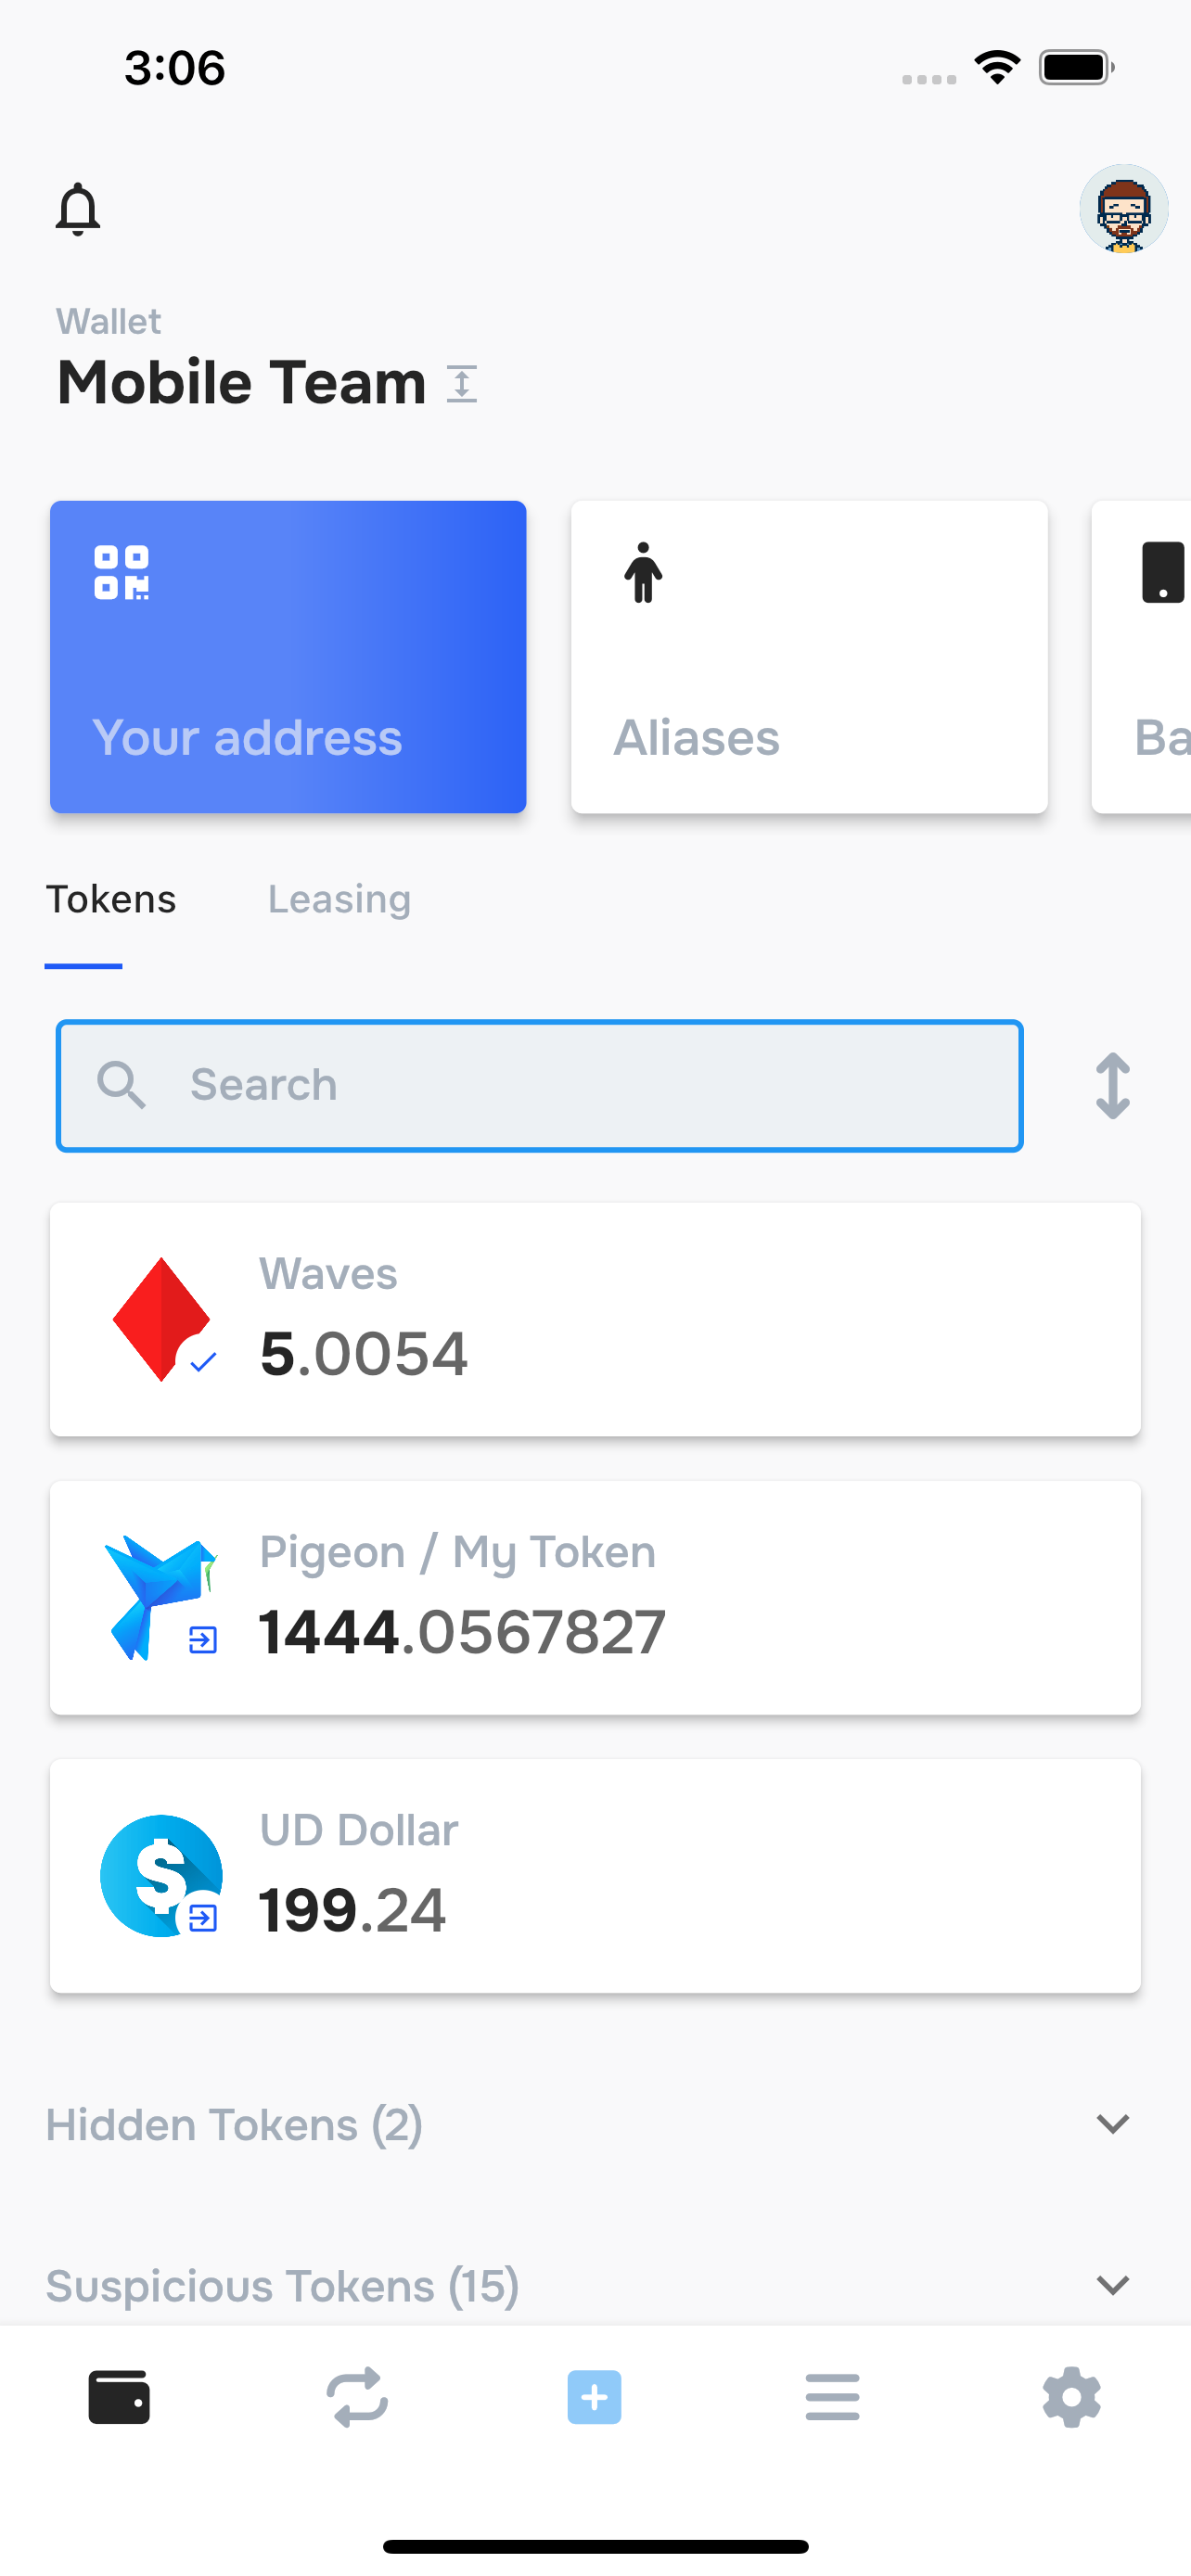 3:06
Wallet
Mobile Team
Your address
Aliases
Ba
Tokens
Leasing
Search
Waves
5.0054
Pigeon / My Token
1444.0567827
UD Dollar
199.24
Hidden Tokens (2)
Suspicious Tokens (15)